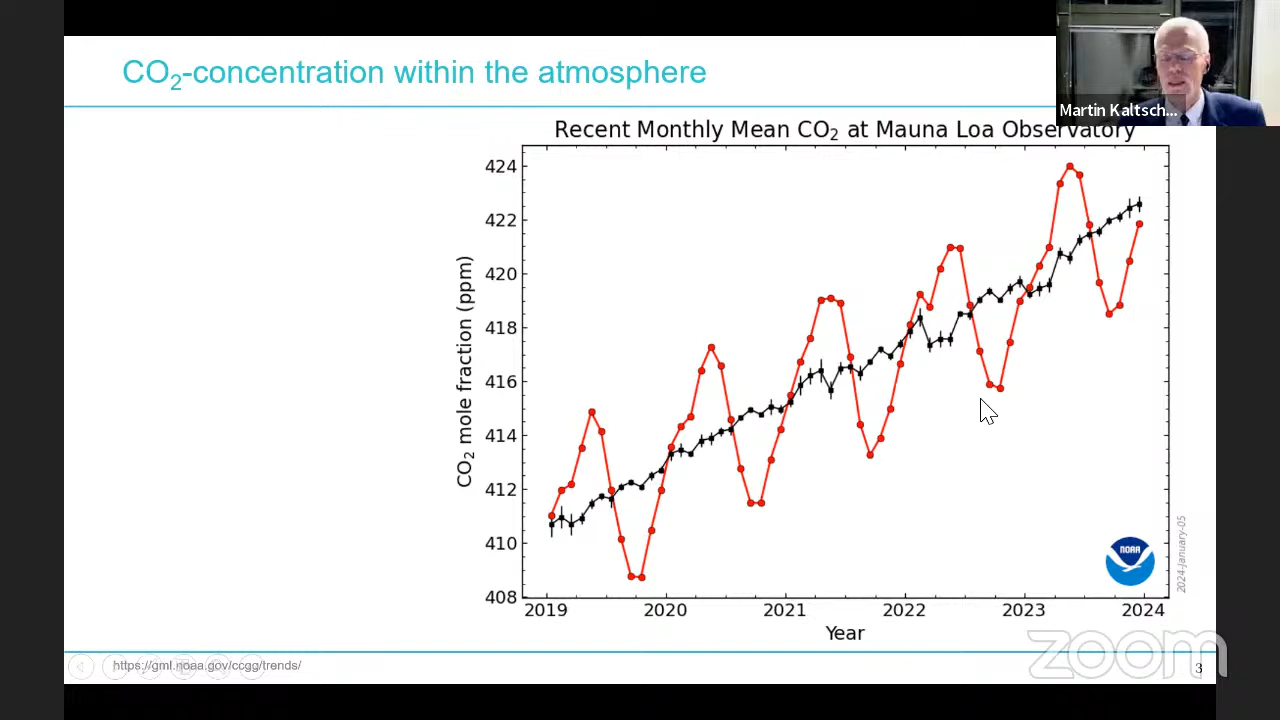 CO₂-concentration within the atmosphere
Martin Kaltsch...
Recent Monthly Mean CO₂ at Mauna Loa Observatory
CO₂ mole fraction (ppm)
424
422
420
418
416
414
412
410
408
2019 2020 2021 2022 2023 2024
Year
NOAA
2024-January-05
https://gml.noaa.gov/ccgg/trends/
3
zoom